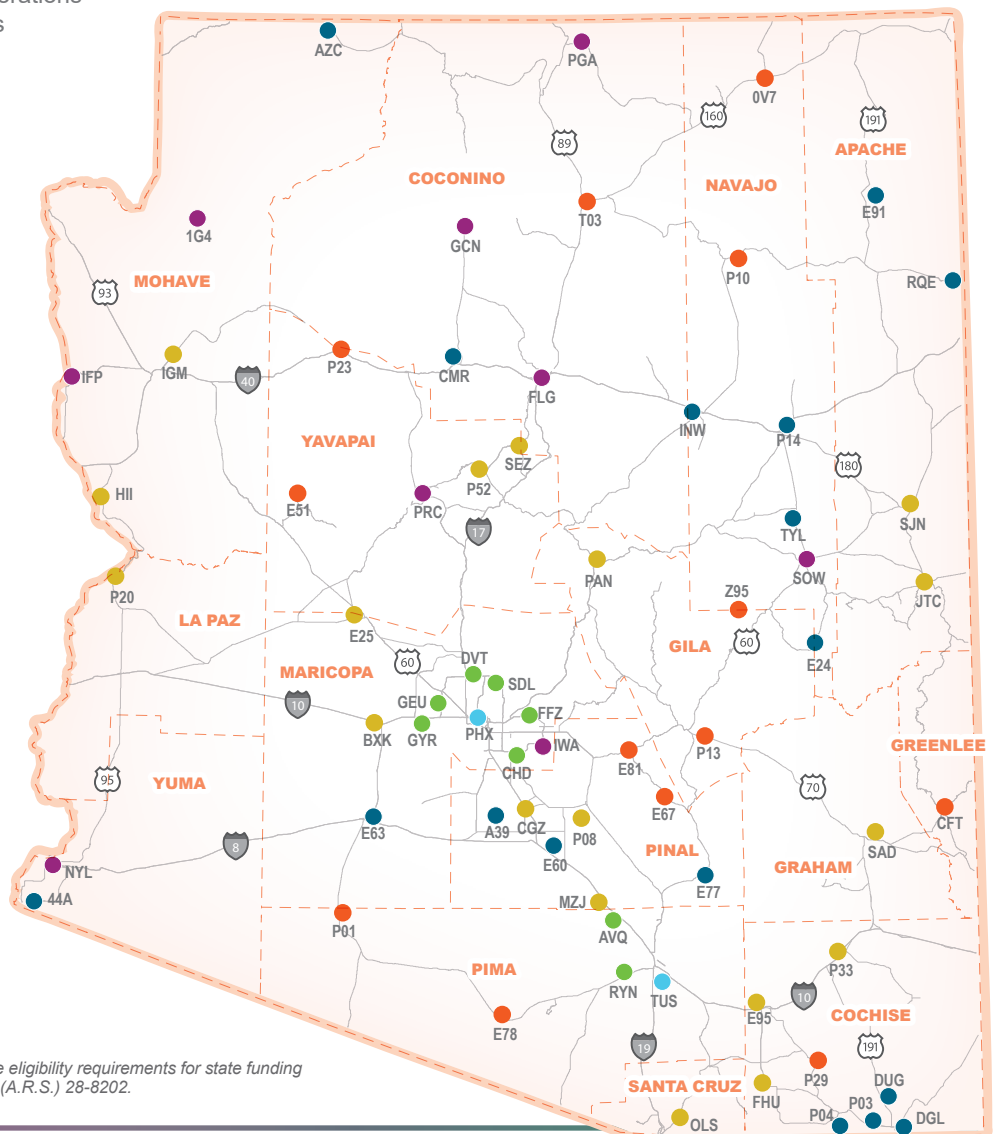 erations
s
AZC
PGA
0V7
160
191
89
APACHE
COCONINO
NAVAJO
E91
T03
1G4
GCN
P10
MOHAVE
RQE
93
IGM
P23
CMR
IFP
40
FLG
INW
P14
YAVAPAI
SEZ
180
P52
HII
E51
PRC
SJN
17
TYL
PAN
SOW
P20
Z95
JTC
LA PAZ
E25
60
GILA
E24
60
DVT
MARICOPA
SDL
GEU
10
FFZ
BXK
GYR
PHX
IWA
P13
GREENLEE
CHD
E81
95
YUMA
70
E67
CFT
E63
A39
CGZ
P08
8
E60
PINAL
SAD
GRAHAM
NYL
E77
44A
MZJ
P01
AVQ
PIMA
P33
RYN
TUS
10
E95
COCHISE
E78
19
191
e eligibility requirements for state funding
(A.R.S.) 28-8202.
P29
SANTA CRUZ
DUG
FHU
P03
P04
DGL
OLS